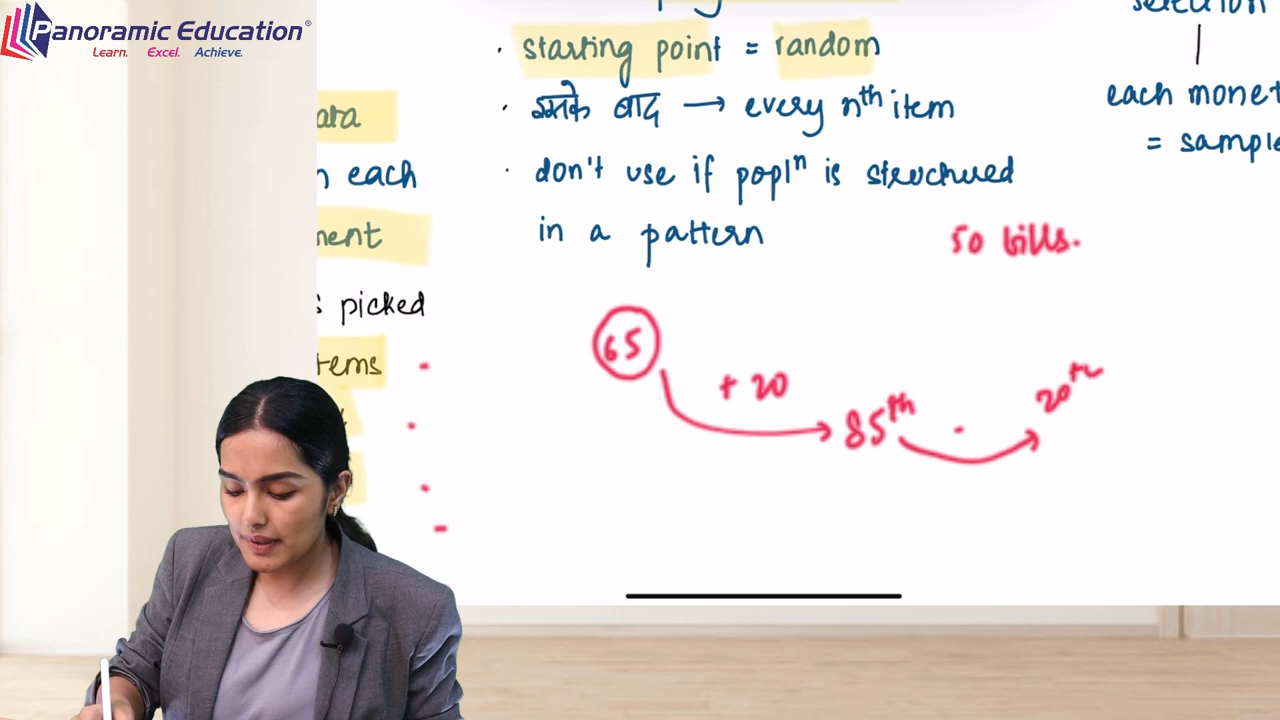 Panoramic Education®
Learn. Excel. Achieve.
ata
n each
ment
s picked
tems
• starting point = random
• इसके बाद → every nth item
• don't use if popln is structured
in a pattern
50 bills.
65
+ 20
85th
20th
selection
each monet
= sample